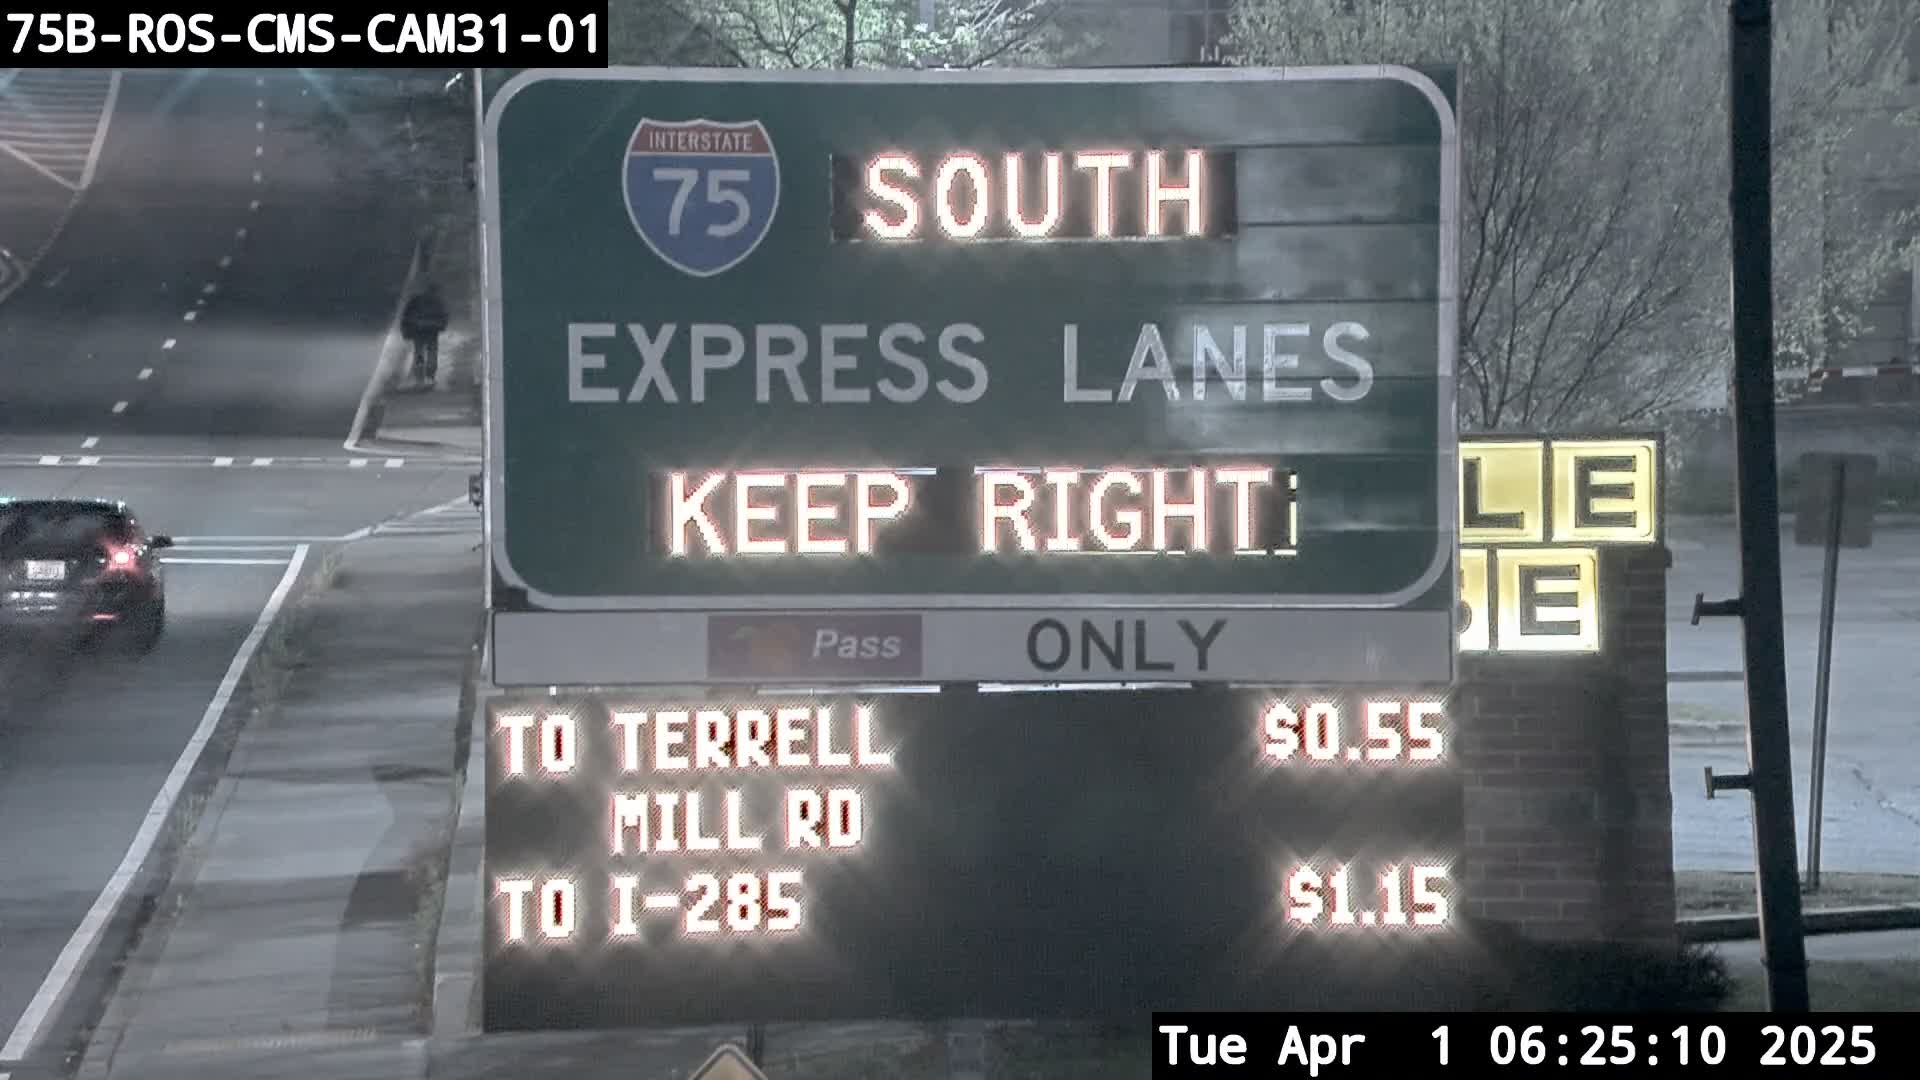 75B-ROS-CMS-CAM31-01
INTERSTATE
75
SOUTH
EXPRESS LANES
KEEP RIGHT
Pass ONLY
TO TERRELL $0.55
MILL RD
TO I-285 $1.15
LE
E
Tue Apr 1 06:25:10 2025